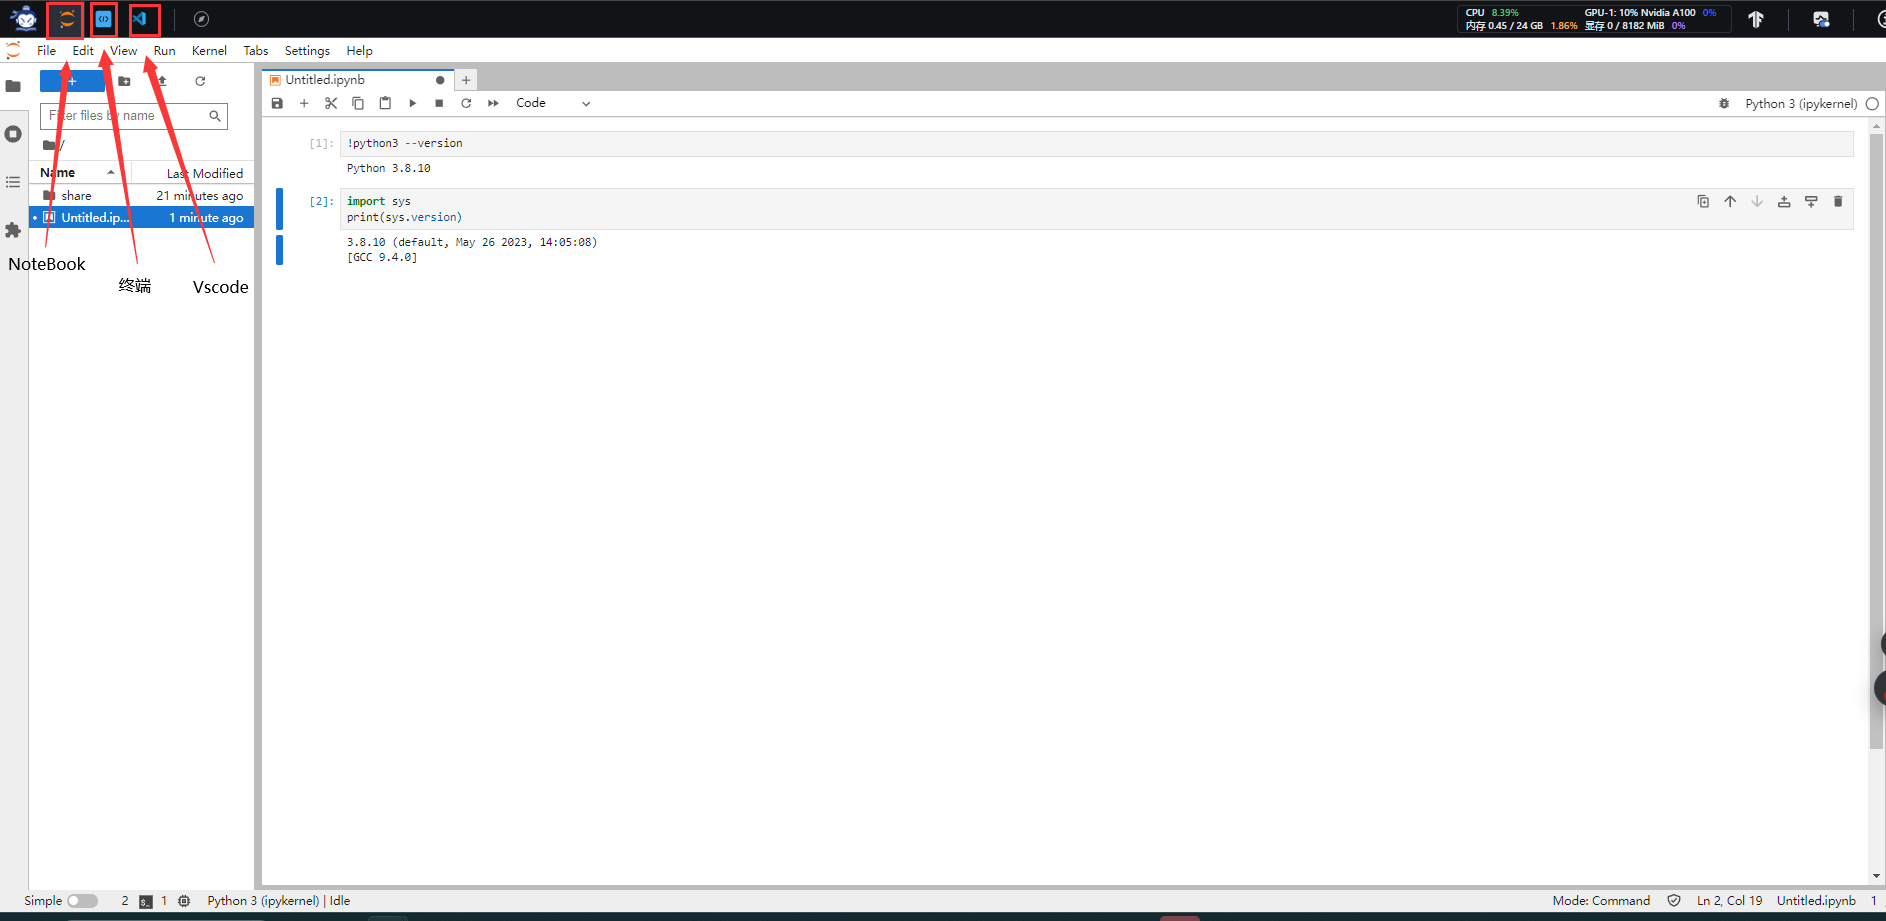 CPU 8.39% GPU-1: 10% Nvidia A100 0%
内存 0.45 / 24 GB 1.86% 显存 0 / 8182 MiB 0%
File Edit View Run Kernel Tabs Settings Help
Untitled.ipynb
Code
Python 3 (ipykernel)
Filter files by name
/
Name Last Modified
share 21 minutes ago
Untitled.ip... 1 minute ago
NoteBook
终端
Vscode
[1]: !python3 --version
Python 3.8.10
[2]: import sys
print(sys.version)
3.8.10 (default, May 26 2023, 14:05:08)
[GCC 9.4.0]
Simple 2 $_ 1 Python 3 (ipykernel) | Idle Mode: Command Ln 2, Col 19 Untitled.ipynb 1